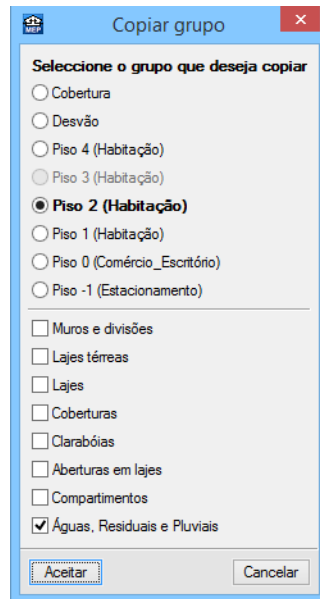 MEP
Copiar grupo
Seleccione o grupo que deseja copiar
Cobertura
Desvão
Piso 4 (Habitação)
Piso 3 (Habitação)
Piso 2 (Habitação)
Piso 1 (Habitação)
Piso 0 (Comércio_Escritório)
Piso -1 (Estacionamento)
Muros e divisões
Lajes térreas
Lajes
Coberturas
Clarabóias
Aberturas em lajes
Compartimentos
Águas, Residuais e Pluviais
Aceitar
Cancelar